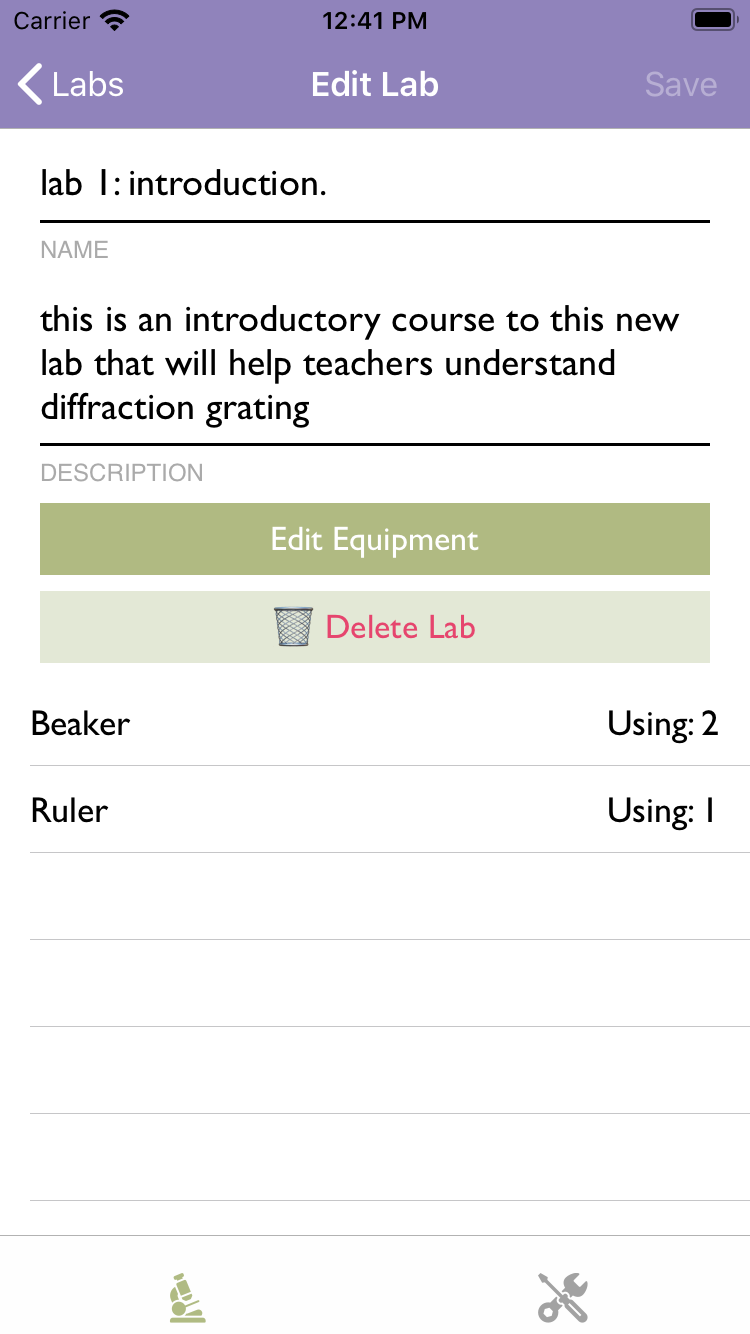 Carrier 12:41 PM
Labs Edit Lab Save
lab 1: introduction.
NAME
this is an introductory course to this new
lab that will help teachers understand
diffraction grating
DESCRIPTION
Edit Equipment
Delete Lab
Beaker Using: 2
Ruler Using: 1